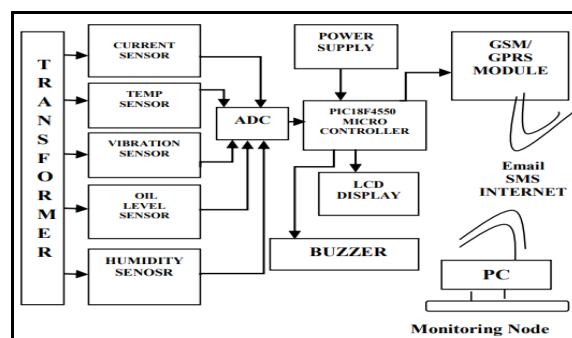 TRANSFORMER
CURRENT
SENSOR
TEMP
SENSOR
VIBRATION
SENSOR
OIL
LEVEL
SENSOR
HUMIDITY
SENOSR
ADC
POWER
SUPPLY
PIC18F4550
MICRO
CONTROLLER
LCD
DISPLAY
BUZZER
GSM/
GPRS
MODULE
Email
SMS
INTERNET
PC
Monitoring Node